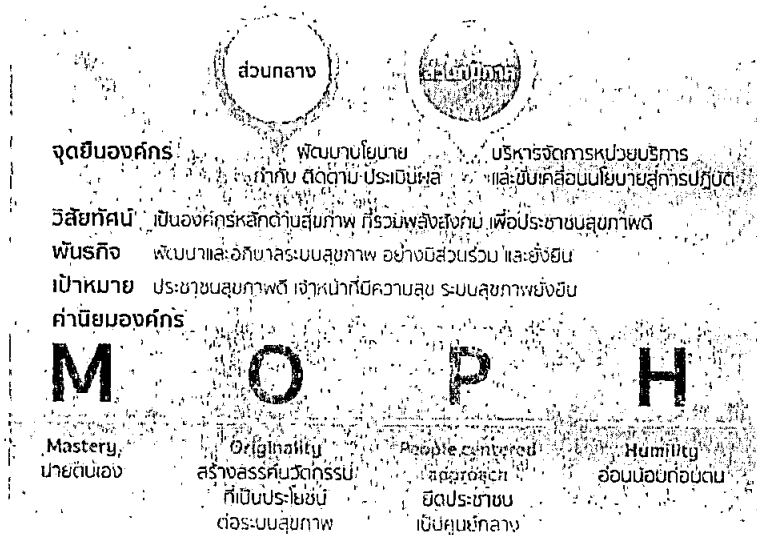 ส่วนกลาง
ส่วนภูมิภาค
จุดยืนองค์กร
พัฒนานโยบาย
กำกับ ติดตาม ประเมินผล
บริหารจัดการหน่วยบริการ
และขับเคลื่อนนโยบายสู่การปฏิบัติ
วิสัยทัศน์ เป็นองค์กรหลักด้านสุขภาพ ที่รวมพลังสังคม เพื่อประชาชนสุขภาพดี
พันธกิจ พัฒนาและอภิบาลระบบสุขภาพ อย่างมีส่วนร่วม และยั่งยืน
เป้าหมาย ประชาชนสุขภาพดี เจ้าหน้าที่มีความสุข ระบบสุขภาพยั่งยืน
ค่านิยมองค์กร
M O P H
Mastery
นายตนเอง
Originality
สร้างสรรค์นวัตกรรม
ที่เป็นประโยชน์
ต่อระบบสุขภาพ
People centered
approach
ยึดประชาชน
เป็นศูนย์กลาง
Humility
อ่อนน้อมถ่อมตน